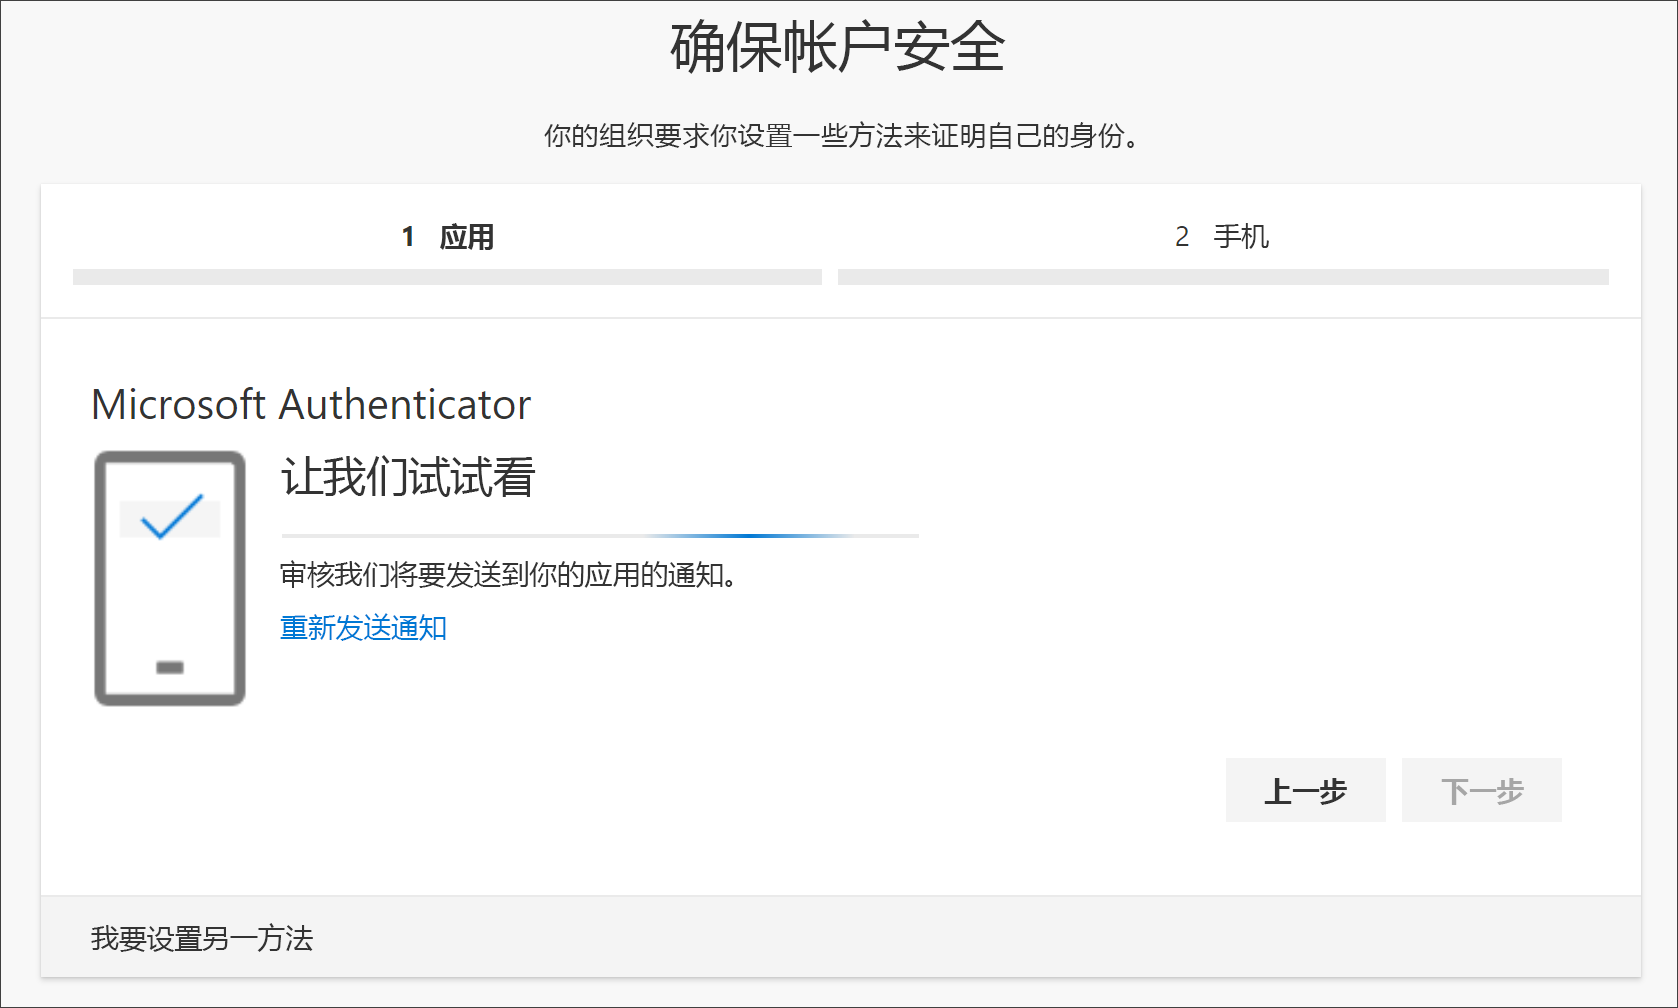 确保帐户安全
你的组织要求你设置一些方法来证明自己的身份。
1 应用
2 手机
Microsoft Authenticator
让我们试试看
审核我们将要发送到你的应用的通知。
重新发送通知
上一步
下一步
我要设置另一方法